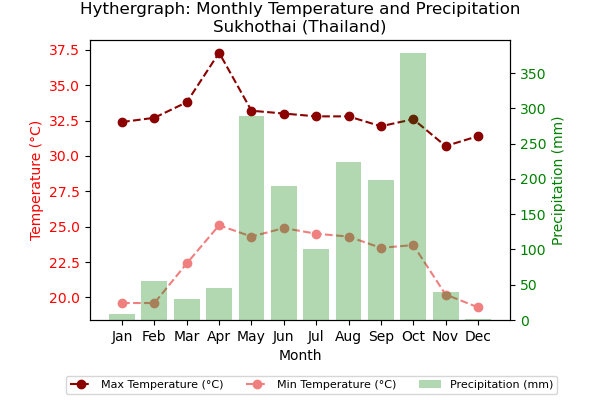 Hythergraph: Monthly Temperature and Precipitation
Sukhothai (Thailand)
Temperature (°C)
37.5
35.0
32.5
30.0
27.5
25.0
22.5
20.0
350
300
250
200
150
100
50
0
Precipitation (mm)
Jan Feb Mar Apr May Jun Jul Aug Sep Oct Nov Dec
Month
Max Temperature (°C) Min Temperature (°C) Precipitation (mm)